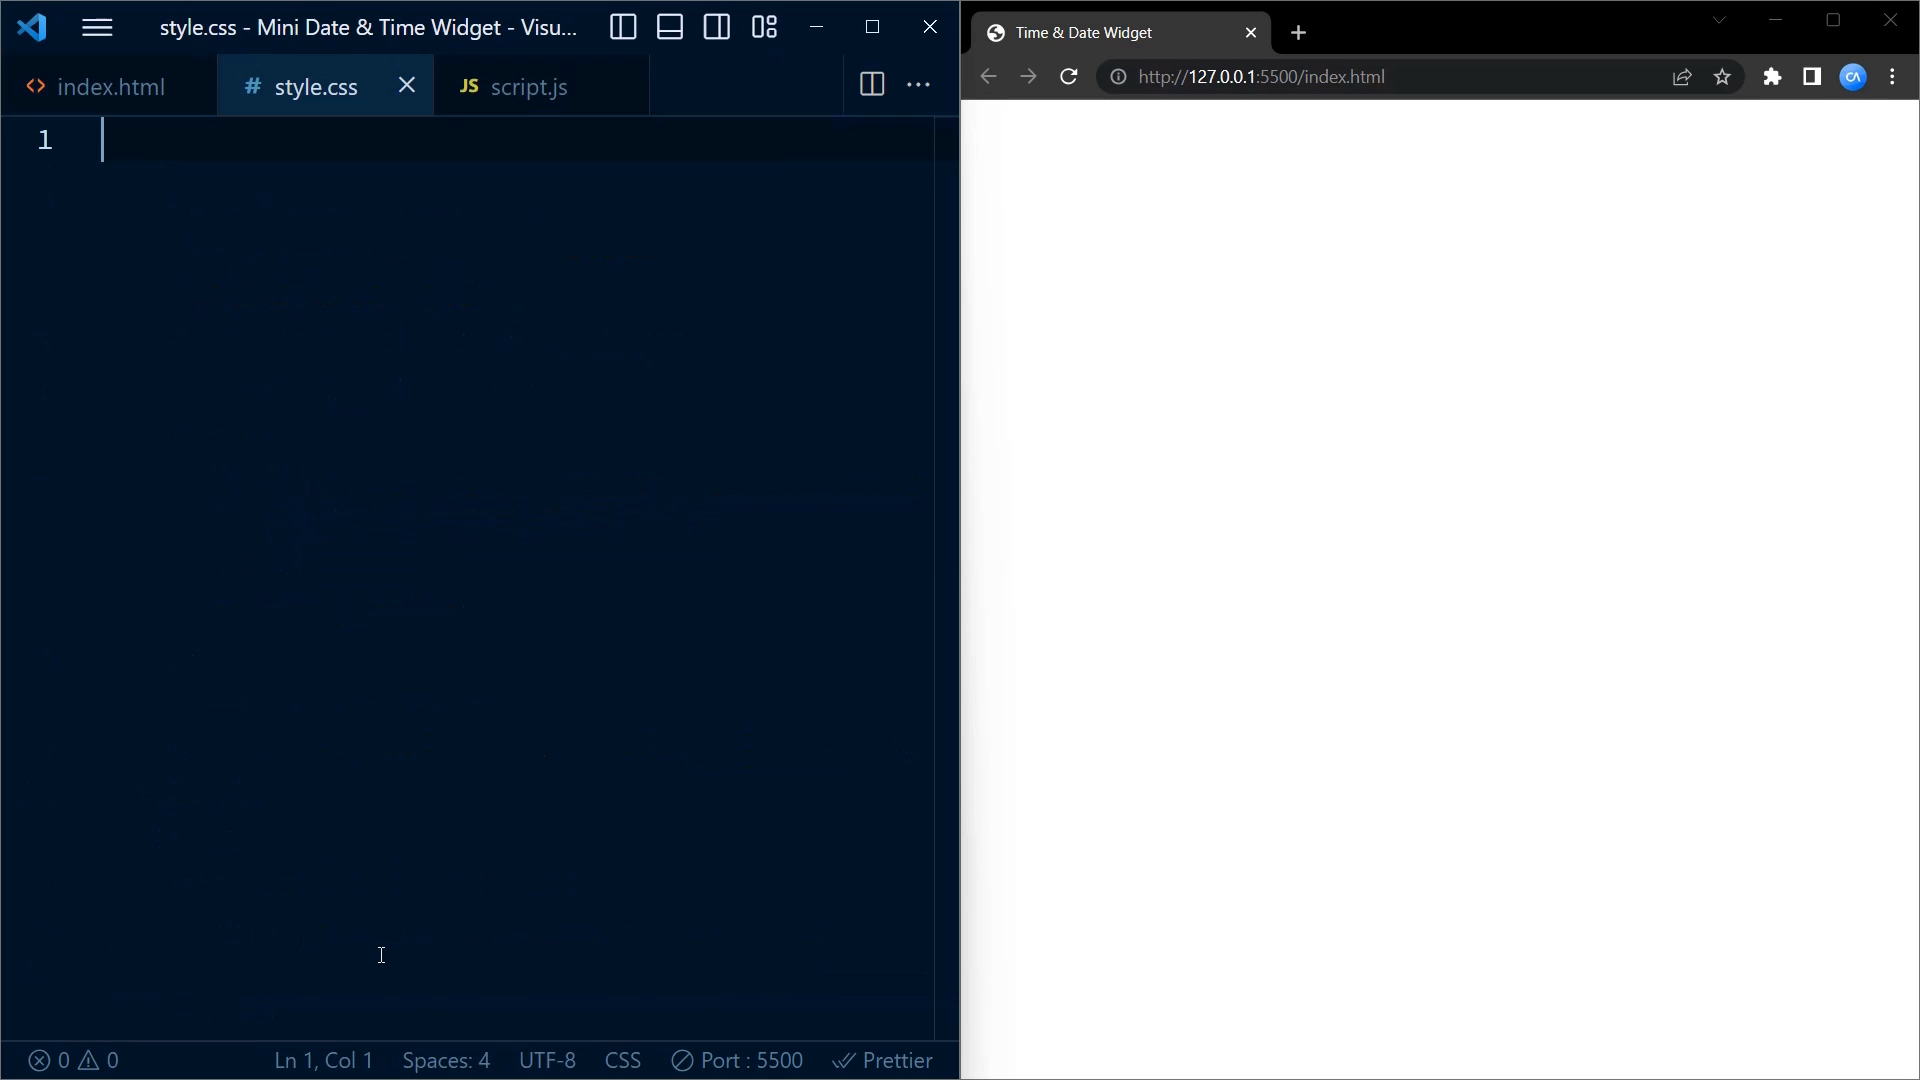 style.css - Mini Date & Time Widget - Visu...
index.html
# style.css
JS script.js
1
0 0 Ln 1, Col 1 Spaces: 4 UTF-8 CSS Port : 5500 Prettier
Time & Date Widget
http://127.0.0.1:5500/index.html
CA